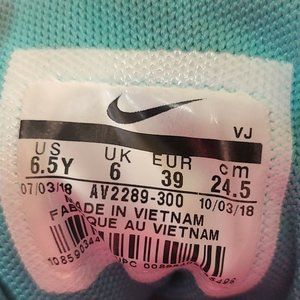 VJ
US UK EUR cm
6.5Y 6 39 24.5
07/03/18 AV2289-300 10/03/18
MADE IN VIETNAM
QUE AU VIETNAM